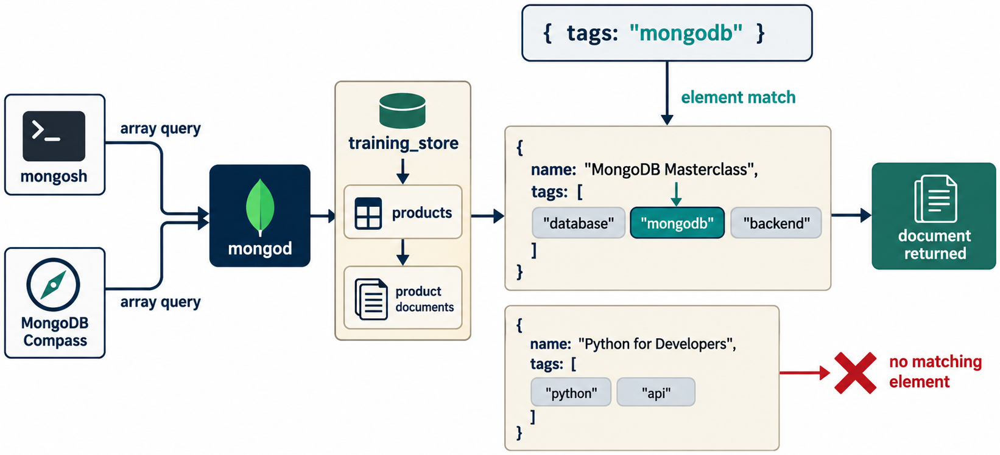 { tags: "mongodb" }
element match
mongosh
array query
MongoDB
Compass
array query
mongod
training_store
products
product
documents
{
name: "MongoDB Masterclass",
tags: [
"database" "mongodb" "backend"
]
}
document
returned
{
name: "Python for Developers",
tags: [
"python" "api"
]
}
no matching
element